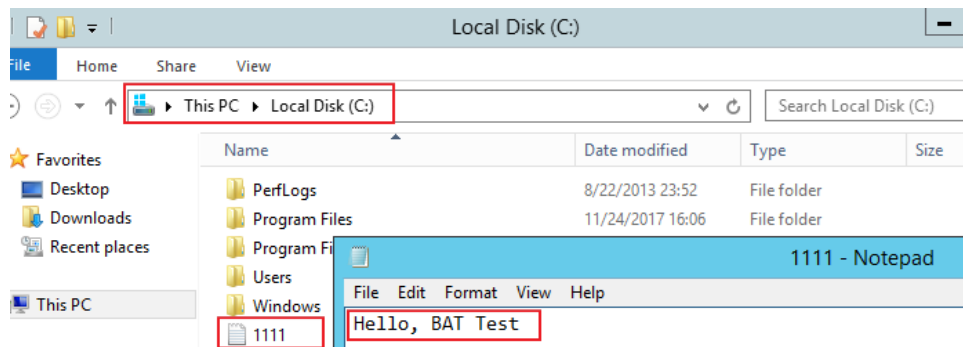 Local Disk (C:)
File Home Share View
This PC Local Disk (C:) Search Local Disk (C:)
Name Date modified Type Size
Favorites
Desktop
Downloads
Recent places
This PC
PerfLogs 8/22/2013 23:52 File folder
Program Files 11/24/2017 16:06 File folder
Program Fi
Users
Windows
1111
1111 - Notepad
File Edit Format View Help
Hello, BAT Test